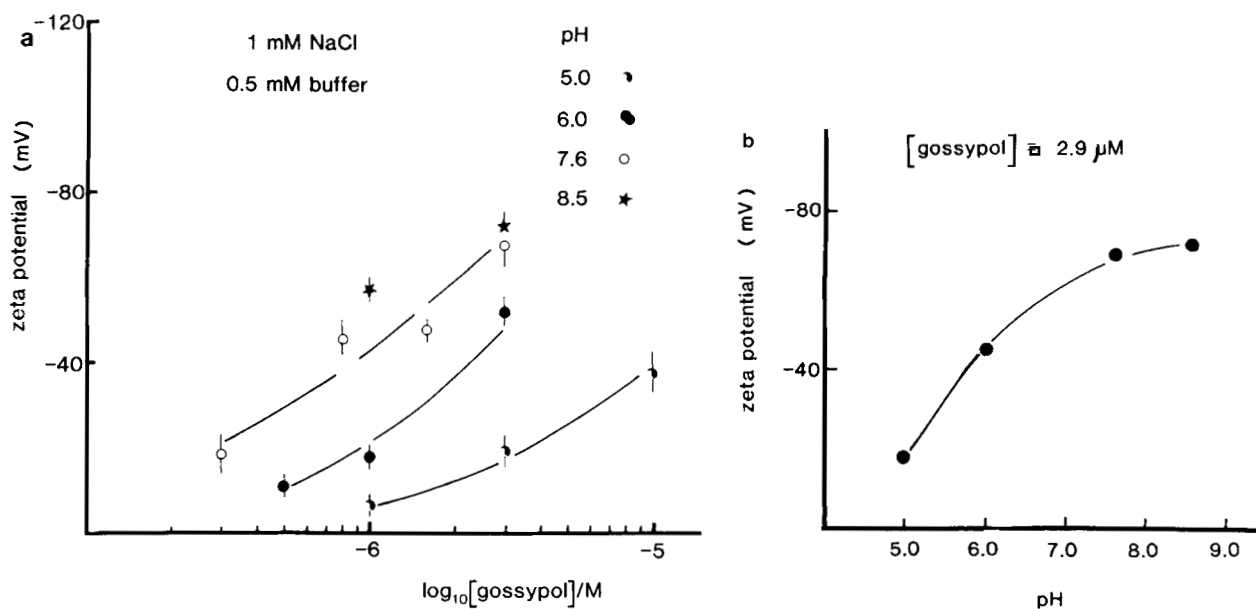 a
-120
-80
-40
zeta potential (mV)
1 mM NaCl
0.5 mM buffer
pH
5.0
6.0
7.6
8.5
-6
-5
log₁₀[gossypol]/M
b
[gossypol] = 2.9 µM
-80
-40
zeta potential (mV)
5.0 6.0 7.0 8.0 9.0
pH